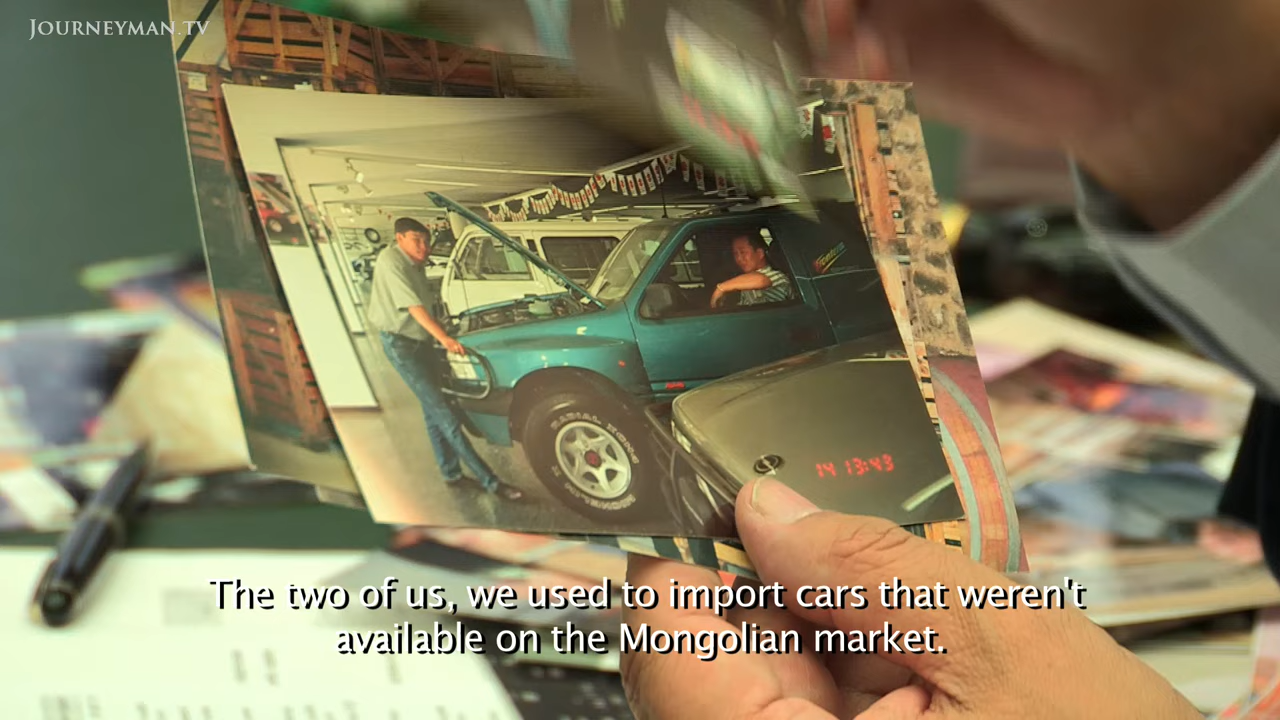 JOURNEYMAN.TV
14 13:43
The two of us, we used to import cars that weren't
available on the Mongolian market.